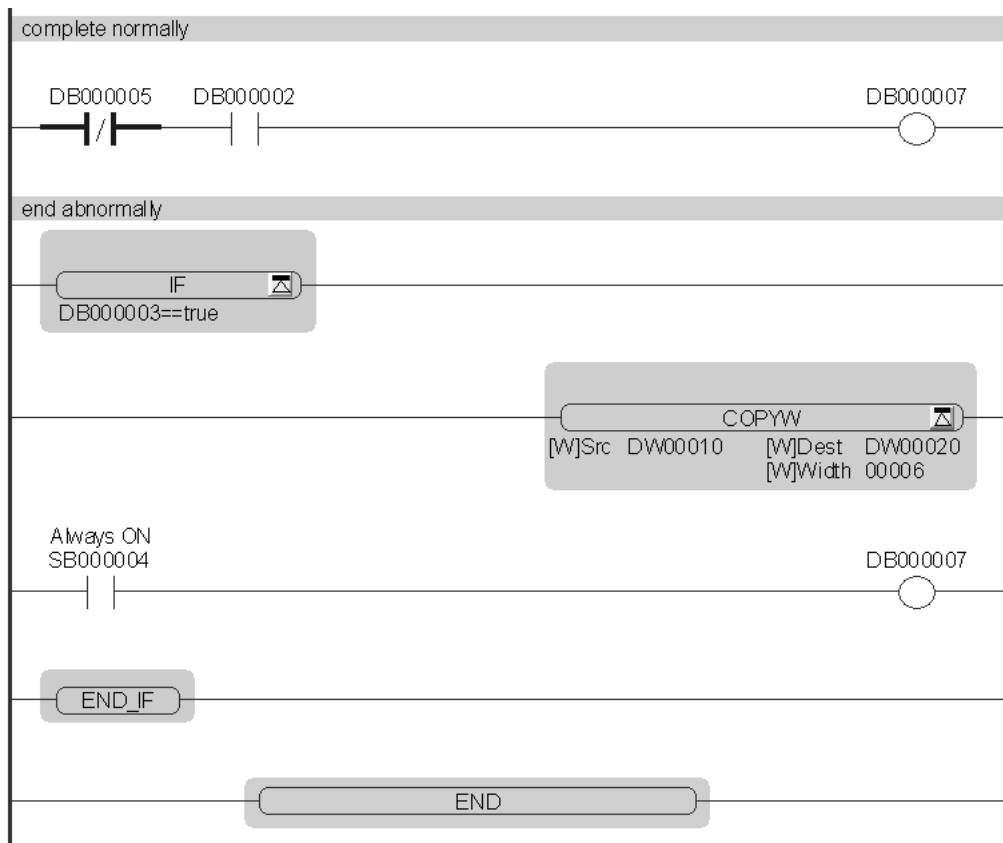 complete normally
DB000005 DB000002 DB000007
/
end abnormally
IF
DB000003==true
COPYW
[W]Src DW00010 [W]Dest DW00020
[W]Width 00006
Always ON
SB000004 DB000007
END_IF
END